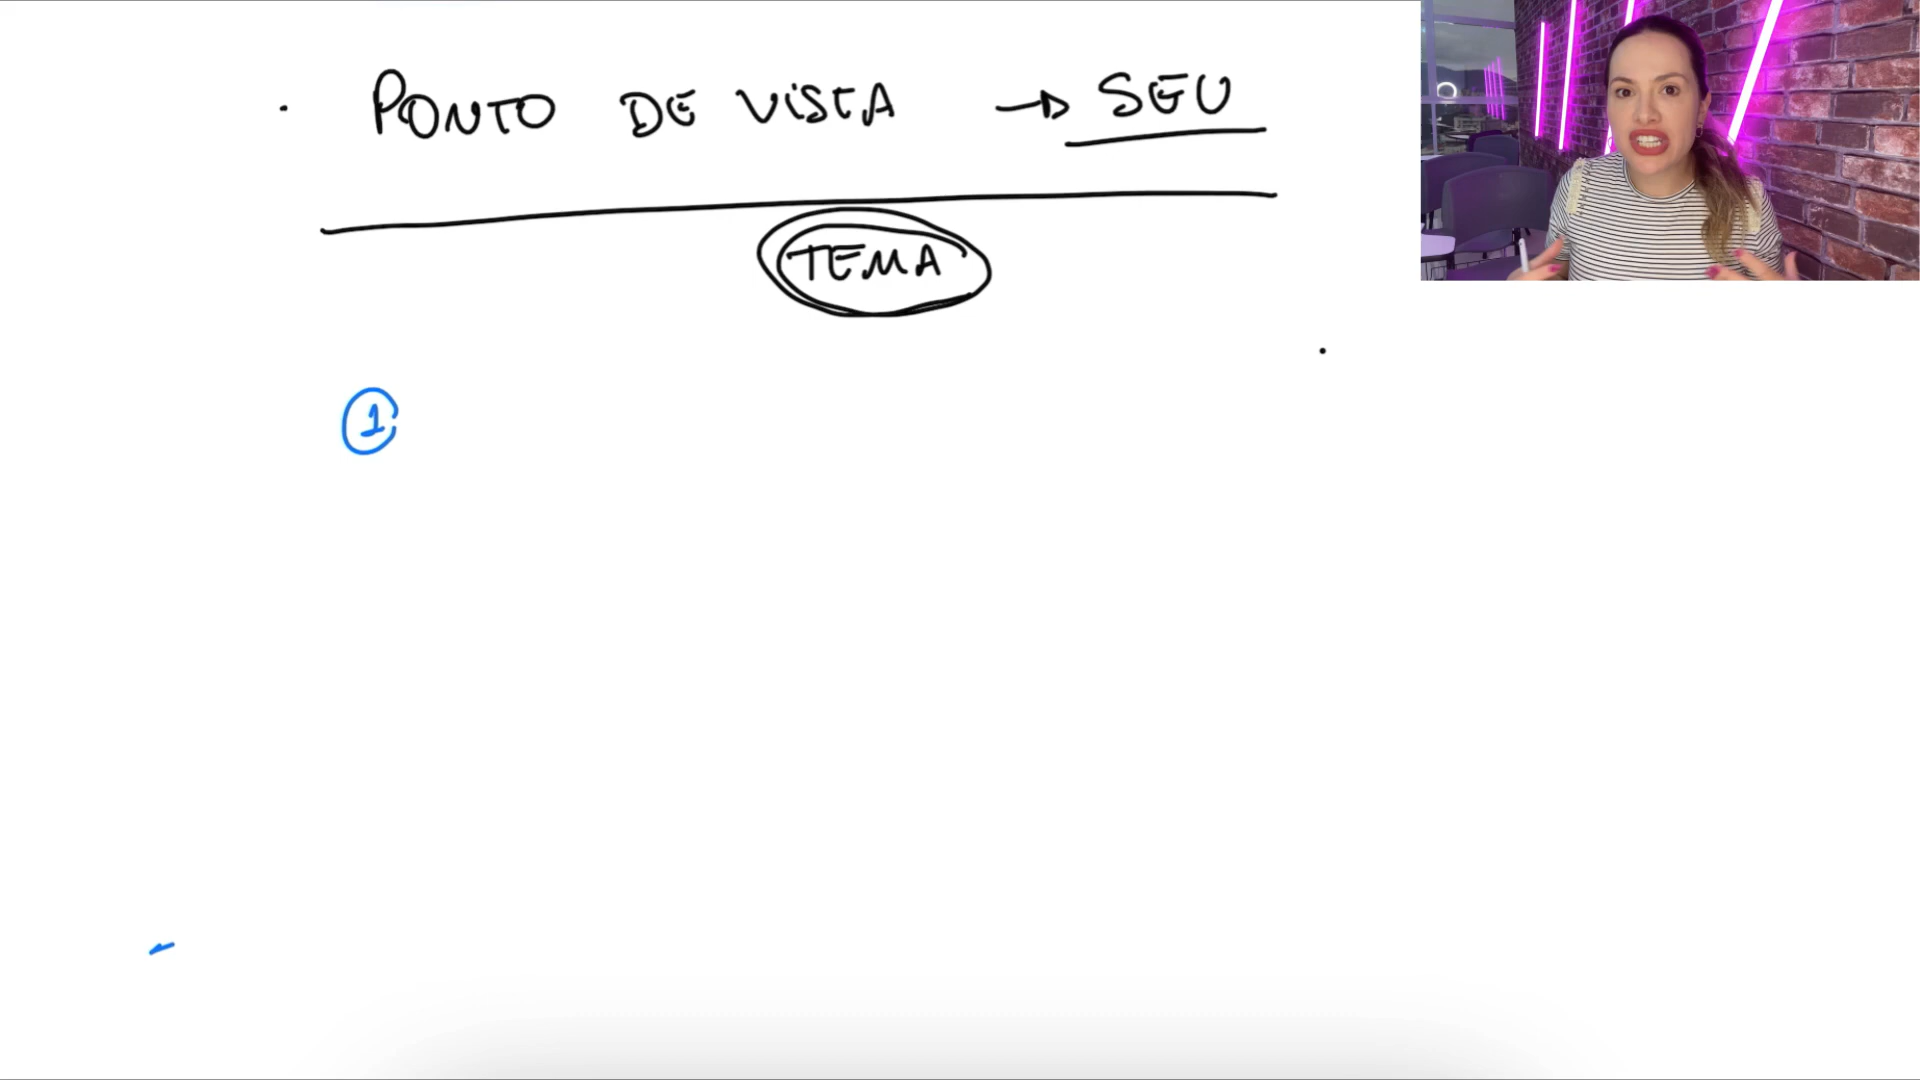 PONTO DE VISTA → SEU
TEMA
1